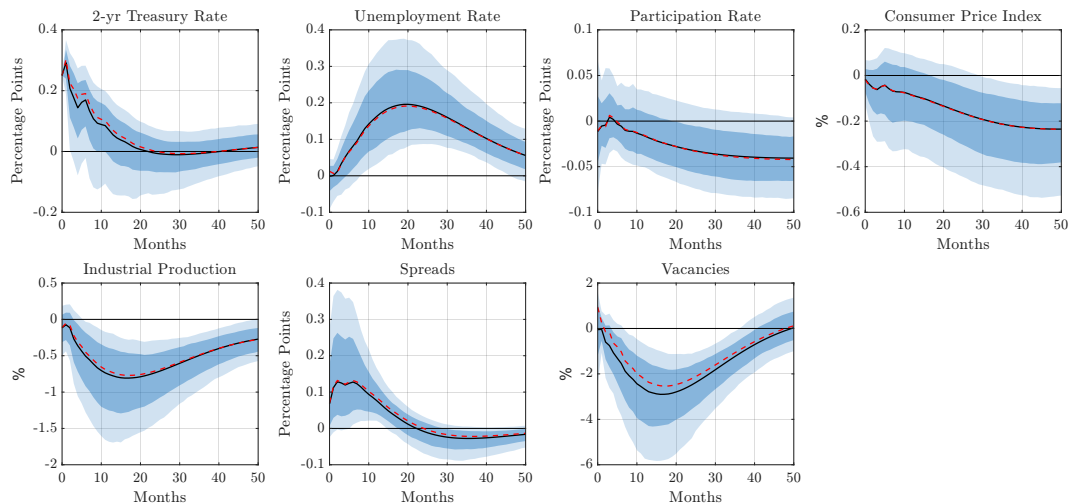 2-yr Treasury Rate
Percentage Points
0.4
0.2
0
-0.2
0 10 20 30 40 50
Months
Unemployment Rate
Percentage Points
0.4
0.3
0.2
0.1
0
-0.1
0 10 20 30 40 50
Months
Participation Rate
Percentage Points
0.1
0.05
0
-0.05
-0.1
0 10 20 30 40 50
Months
Consumer Price Index
%
0.2
0
-0.2
-0.4
-0.6
0 10 20 30 40 50
Months
Industrial Production
%
0.5
0
-0.5
-1
-1.5
-2
0 10 20 30 40 50
Months
Spreads
Percentage Points
0.4
0.3
0.2
0.1
0
-0.1
0 10 20 30 40 50
Months
Vacancies
%
2
0
-2
-4
-6
0 10 20 30 40 50
Months